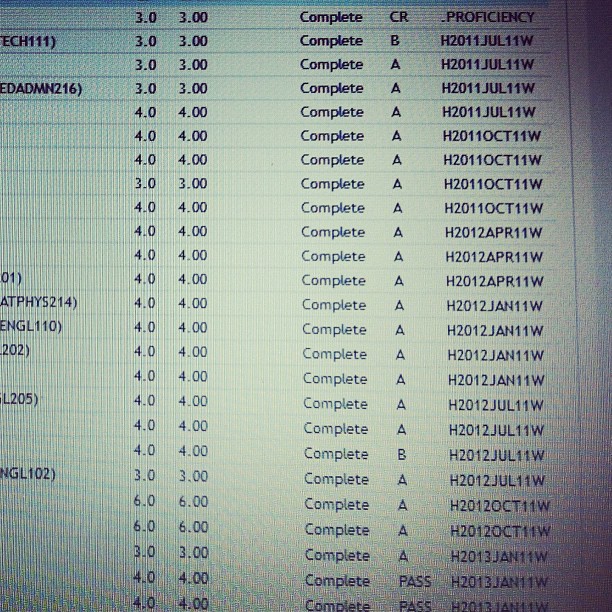 3.0 3.00 Complete CR .PROFICIENCY
ECH111) 3.0 3.00 Complete B H2011JUL11W
3.0 3.00 Complete A H2011JUL11W
EDADMN216) 3.0 3.00 Complete A H2011JUL11W
4.0 4.00 Complete A H2011JUL11W
4.0 4.00 Complete A H2011OCT11W
4.0 4.00 Complete A H2011OCT11W
3.0 3.00 Complete A H2011OCT11W
4.0 4.00 Complete A H2011OCT11W
4.0 4.00 Complete A H2012APR11W
4.0 4.00 Complete A H2012APR11W
01) 4.0 4.00 Complete A H2012APR11W
ATPHYS214) 4.0 4.00 Complete A H2012JAN11W
ENGL110) 4.0 4.00 Complete A H2012JAN11W
.202) 4.0 4.00 Complete A H2012JAN11W
4.0 4.00 Complete A H2012JAN11W
GL205) 4.0 4.00 Complete A H2012JUL11W
4.0 4.00 Complete A H2012JUL11W
4.0 4.00 Complete B H2012JUL11W
NGL102) 3.0 3.00 Complete A H2012JUL11W
6.0 6.00 Complete A H2012OCT11W
6.0 6.00 Complete A H2012OCT11W
3.0 3.00 Complete A H2013JAN11W
4.0 4.00 Complete PASS H2013JAN11W
4.0 4.00 Complete PASS H2013JAN11W